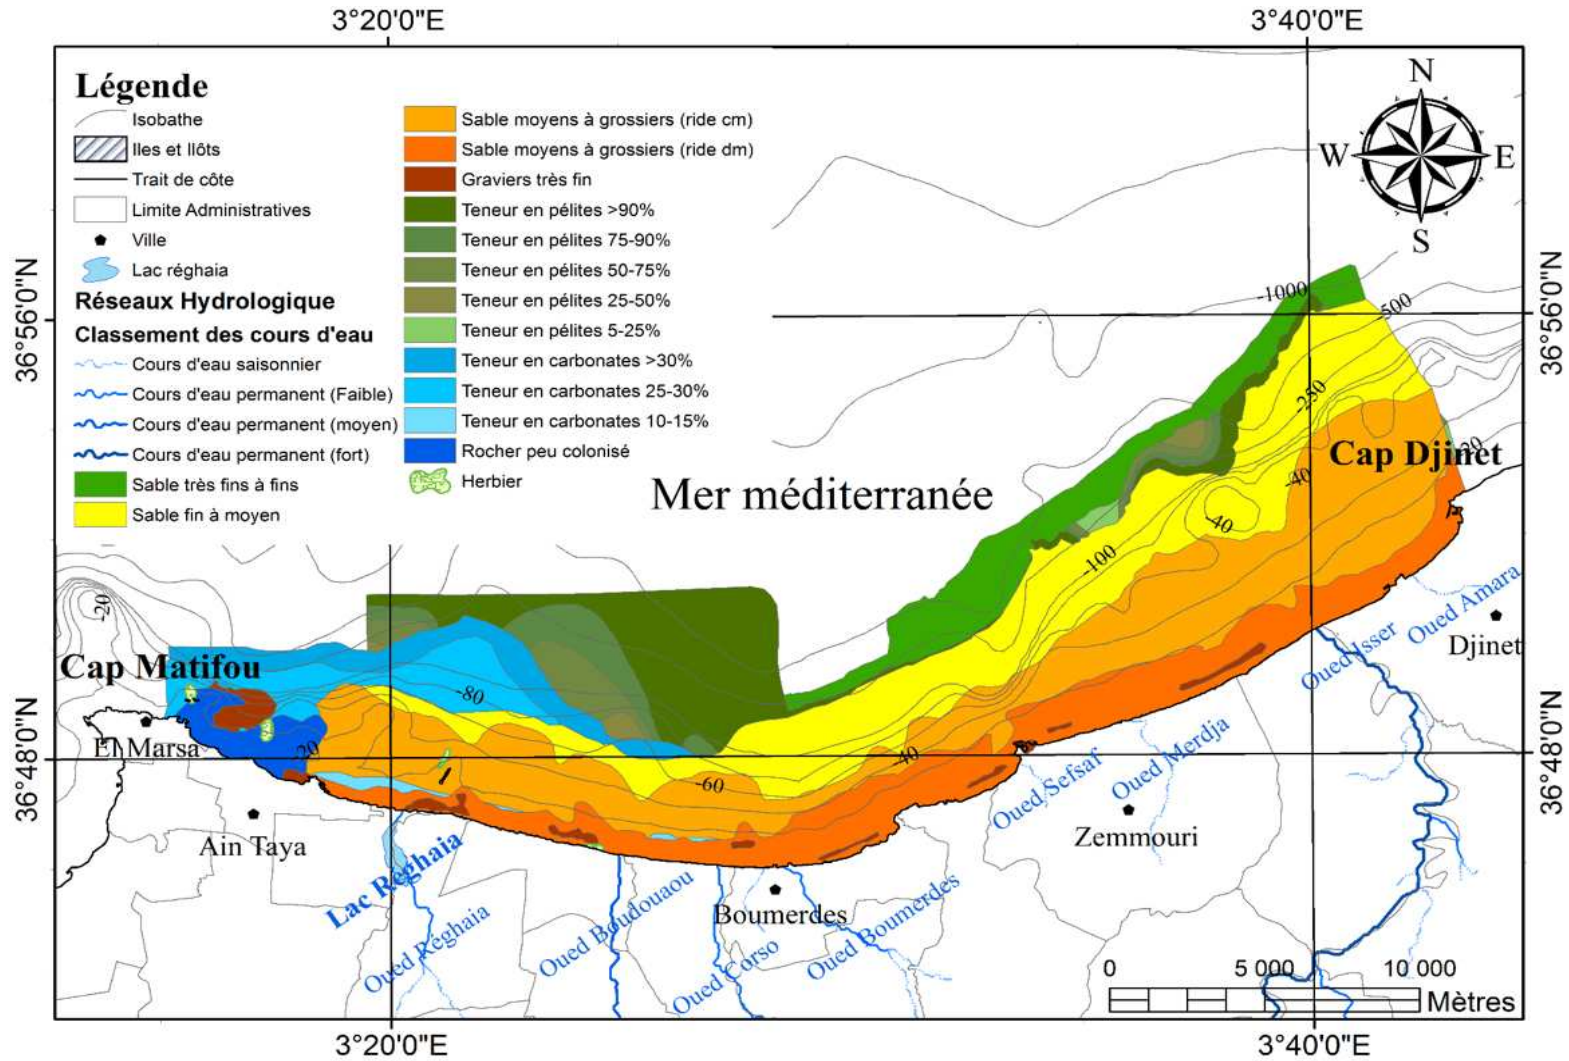 3°20'0"E
3°40'0"E
Légende
Isobathe
Iles et Ilôts
Trait de côte
Limite Administratives
Ville
Lac réghaia
Réseaux Hydrologique
Classement des cours d'eau
Cours d'eau saisonnier
Cours d'eau permanent (Faible)
Cours d'eau permanent (moyen)
Cours d'eau permanent (fort)
Sable très fins à fins
Sable fin à moyen
Sable moyens à grossiers (ride cm)
Sable moyens à grossiers (ride dm)
Graviers très fin
Teneur en pélites >90%
Teneur en pélites 75-90%
Teneur en pélites 50-75%
Teneur en pélites 25-50%
Teneur en pélites 5-25%
Teneur en carbonates >30%
Teneur en carbonates 25-30%
Teneur en carbonates 10-15%
Rocher peu colonisé
Herbier
N
W
E
S
36°56'0"N
36°56'0"N
-1000
-500
-250
Cap Djinet
-20
-40
-40
Mer méditerranée
-100
-20
Oued Amara
Djinet
Oued Isser
Cap Matifou
-80
El Marsa
-20
36°48'0"N
36°48'0"N
-40
-60
Oued Sefsaf
Oued Merdja
Zemmouri
Ain Taya
Lac Réghaia
Oued Réghaia
Oued Boudouaou
Boumerdes
Oued Corso
Oued Boumerdes
0
5 000
10 000
Mètres
3°20'0"E
3°40'0"E